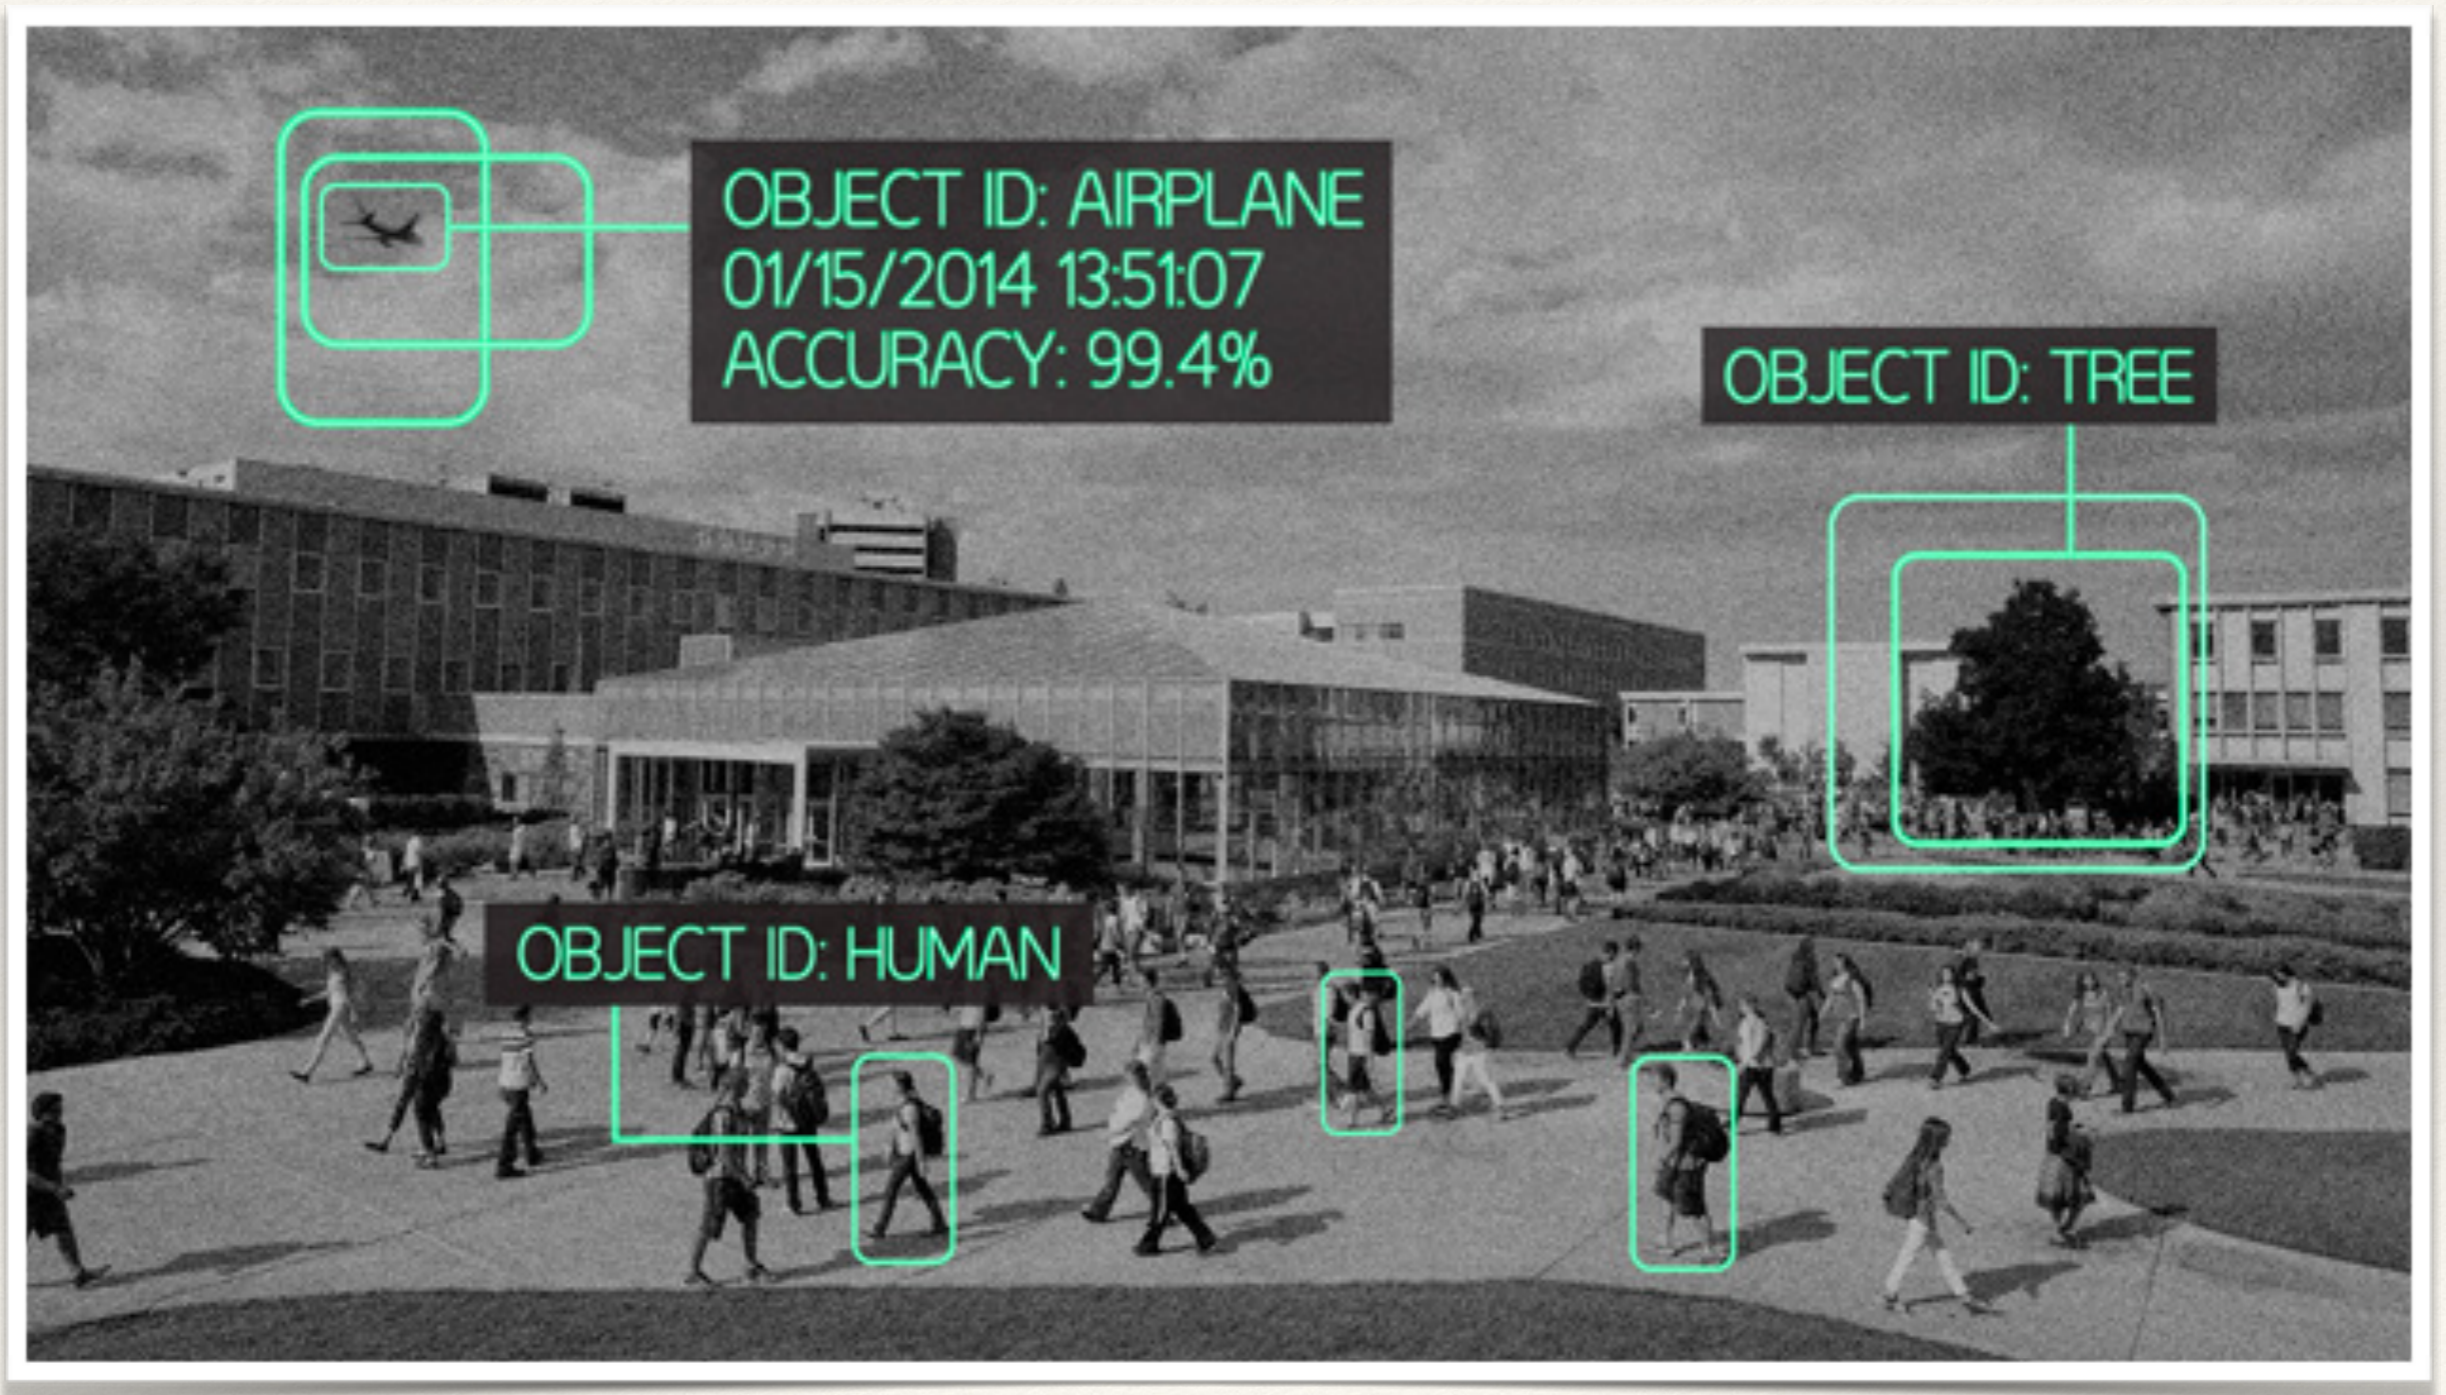 OBJECT ID: AIRPLANE
01/15/2014 13:51:07
ACCURACY: 99.4%
OBJECT ID: TREE
OBJECT ID: HUMAN